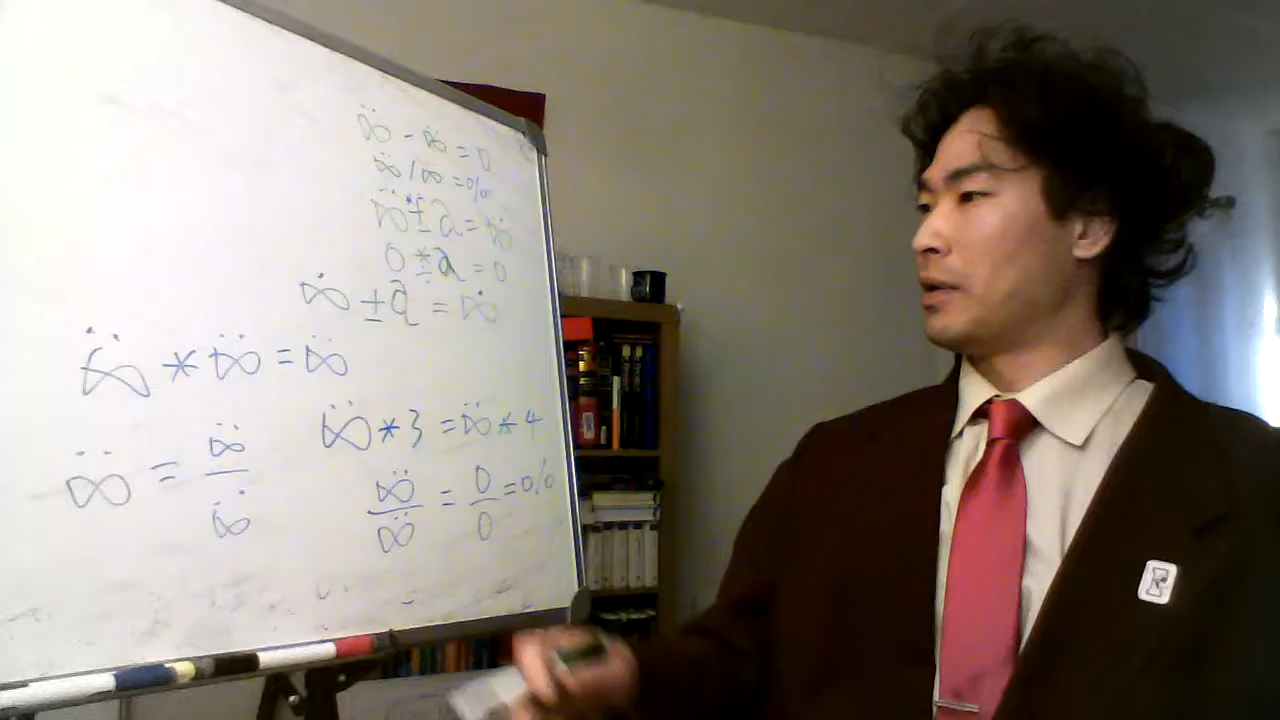 ∞̈ - ∞̈ = 0
∞̈ / ∞̈ = 0/0
∞̈ *± a = ∞̈
0 *± a = 0
∞̇ ± a = ∞̇
∞̈ * ∞̈ = ∞̈
∞̈ * 3 = ∞̈ * 4
∞̈ = ∞̈/∞̈
∞̈/∞̈ = 0/0 = 0/0